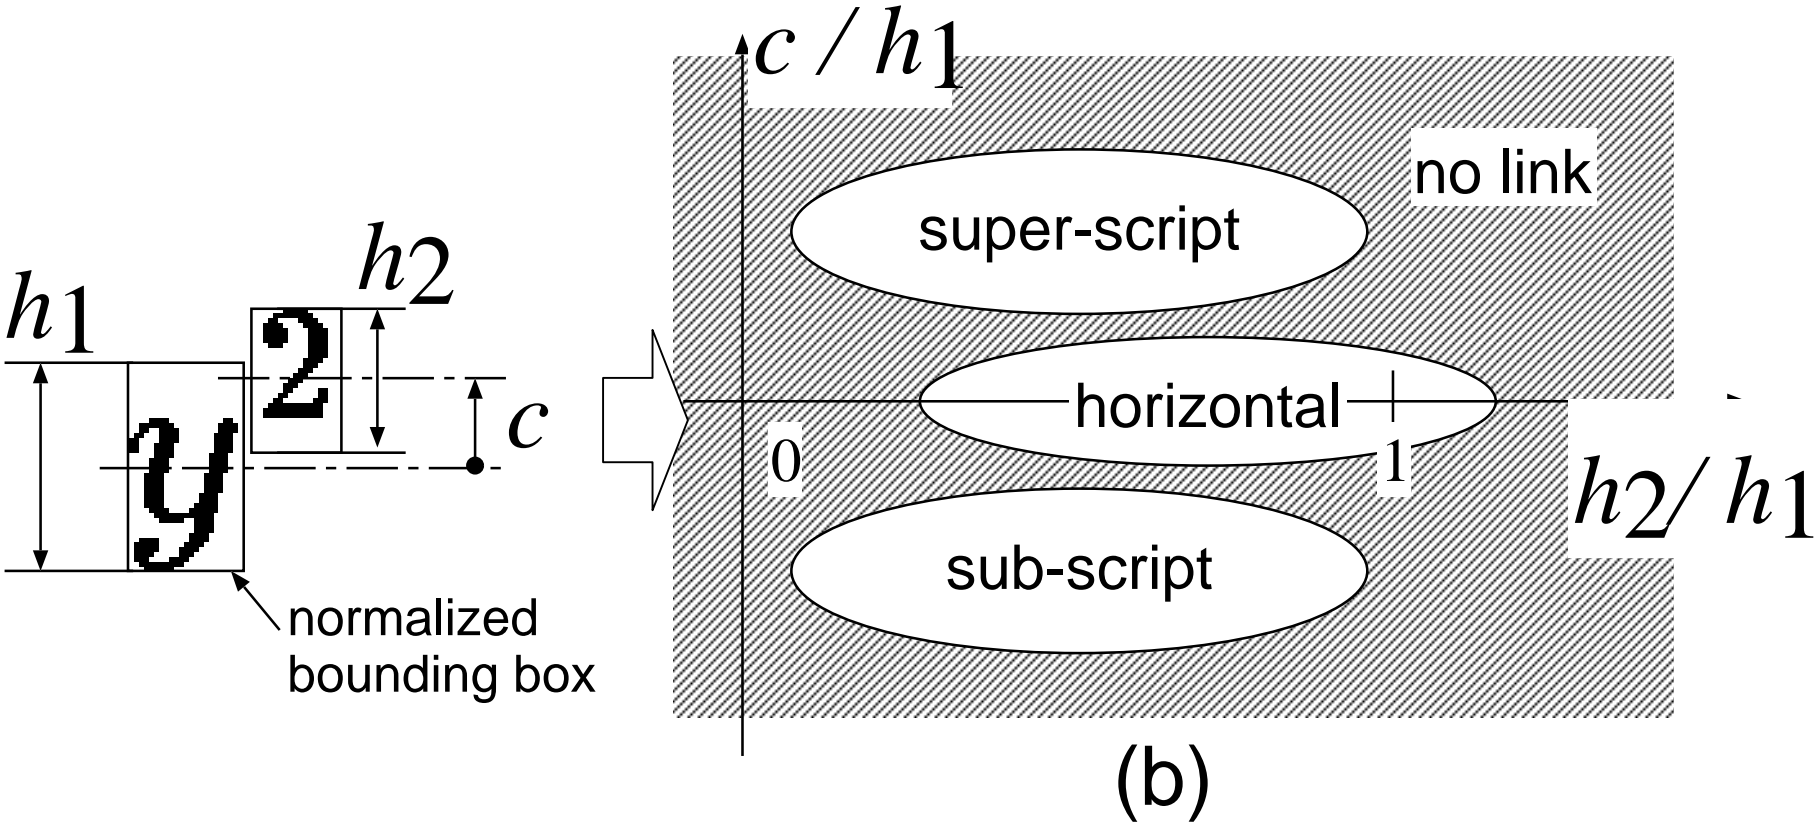 c / h1
no link
super-script
h2
h1
2
y
c
horizontal
0
1
h2/ h1
sub-script
normalized
bounding box
(b)